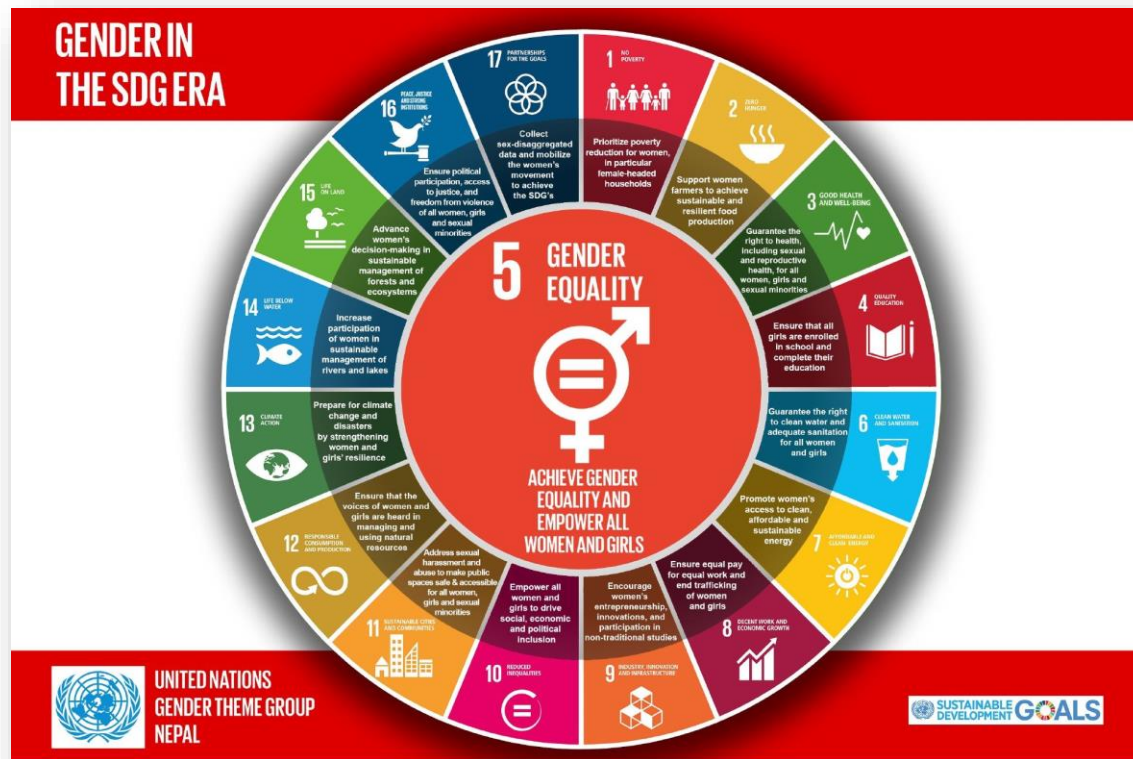 GENDER IN
THE SDG ERA
1 NO
POVERTY
Prioritize poverty
reduction for women,
in particular
female-headed
households
2 ZERO
HUNGER
Support women
farmers to achieve
sustainable and
resilient food
production
3 GOOD HEALTH
AND WELL-BEING
Guarantee the
right to health,
including sexual
and reproductive
health, for all
women, girls and
sexual minorities
4 QUALITY
EDUCATION
Ensure that all
girls are enrolled
in school and
complete their
education
6 CLEAN WATER
AND SANITATION
Guarantee the right
to clean water and
adequate sanitation
for all women
and girls
7 AFFORDABLE AND
CLEAN ENERGY
Promote women's
access to clean,
affordable and
sustainable
energy
8 DECENT WORK AND
ECONOMIC GROWTH
Ensure equal pay
for equal work and
end trafficking
of women
and girls
9 INDUSTRY, INNOVATION
AND INFRASTRUCTURE
Encourage
women's
entrepreneurship,
innovations, and
participation in
non-traditional studies
10 REDUCED
INEQUALITIES
Empower all
women and
girls to drive
social, economic
and political
inclusion
11 SUSTAINABLE CITIES
AND COMMUNITIES
Address sexual
harassment and
abuse to make public
spaces safe & accessible
for all women,
girls and sexual
minorities
12 RESPONSIBLE
CONSUMPTION
AND PRODUCTION
Ensure that the
voices of women and
girls are heard in
managing and
using natural
resources
13 CLIMATE
ACTION
Prepare for climate
change and
disasters
by strengthening
women and
girls' resilience
14 LIFE BELOW
WATER
Increase
participation
of women in
sustainable
management of
rivers and lakes
15 LIFE
ON LAND
Advance
women's
decision-making in
sustainable
management of
forests and
ecosystems
16 PEACE, JUSTICE
AND STRONG
INSTITUTIONS
Ensure political
participation, access
to justice, and
freedom from violence
of all women, girls
and sexual
minorities
17 PARTNERSHIPS
FOR THE GOALS
Collect
sex-disaggregated
data and mobilize
the women's
movement
to achieve
the SDG's
5 GENDER
EQUALITY
ACHIEVE GENDER
EQUALITY AND
EMPOWER ALL
WOMEN AND GIRLS
UNITED NATIONS
GENDER THEME GROUP
NEPAL
SUSTAINABLE
DEVELOPMENT GOALS